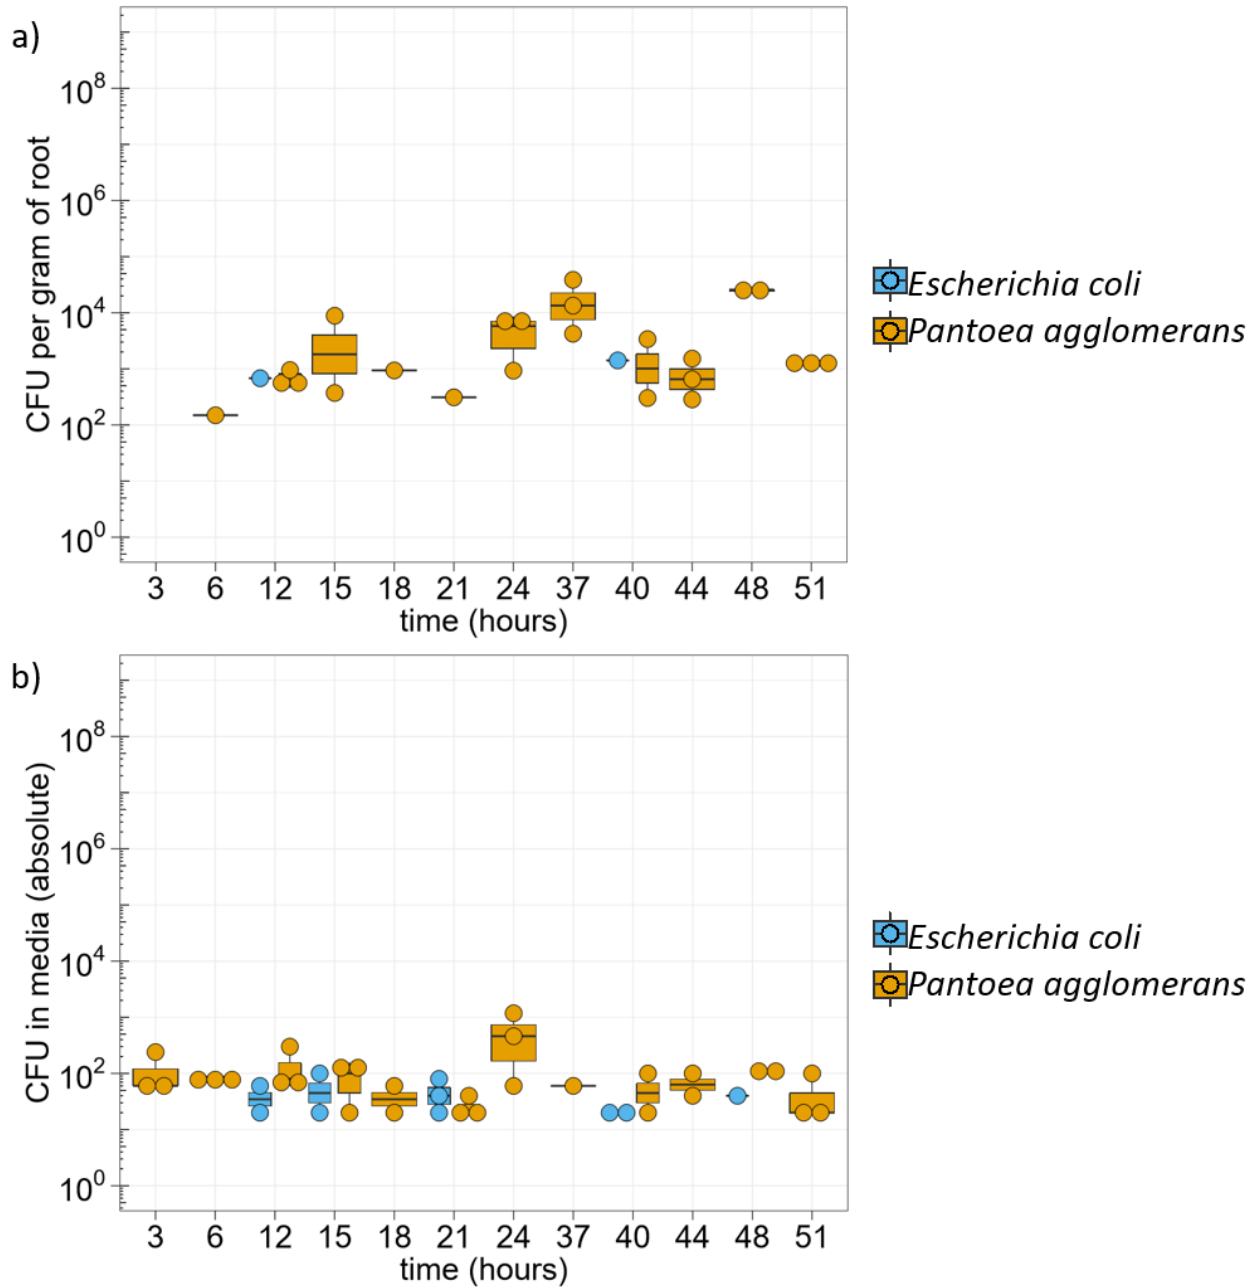 a)
CFU per gram of root
10^8
10^6
10^4
10^2
10^0
3 6 12 15 18 21 24 37 40 44 48 51
time (hours)
Escherichia coli
Pantoea agglomerans
b)
CFU in media (absolute)
10^8
10^6
10^4
10^2
10^0
3 6 12 15 18 21 24 37 40 44 48 51
time (hours)
Escherichia coli
Pantoea agglomerans